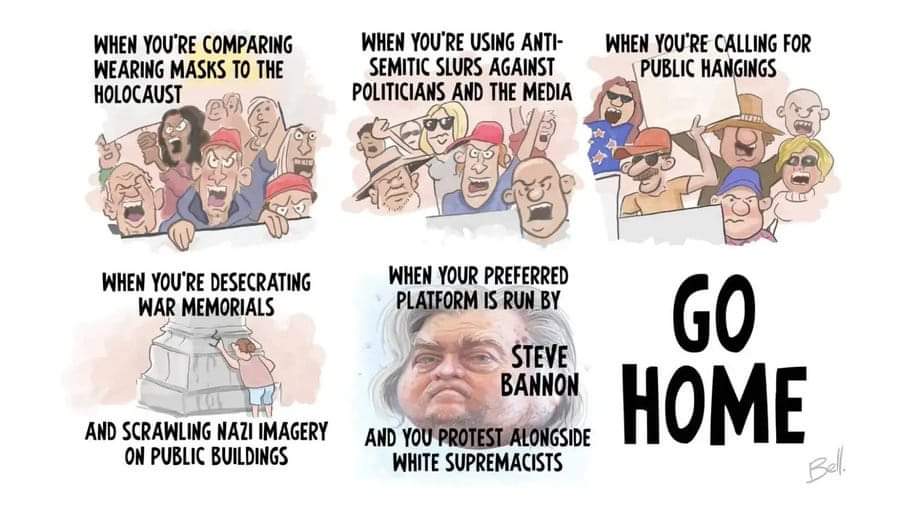 WHEN YOU'RE COMPARING
WEARING MASKS TO THE
HOLOCAUST
WHEN YOU'RE USING ANTI-
SEMITIC SLURS AGAINST
POLITICIANS AND THE MEDIA
WHEN YOU'RE CALLING FOR
PUBLIC HANGINGS
WHEN YOU'RE DESECRATING
WAR MEMORIALS
AND SCRAWLING NAZI IMAGERY
ON PUBLIC BUILDINGS
WHEN YOUR PREFERRED
PLATFORM IS RUN BY
STEVE
BANNON
AND YOU PROTEST ALONGSIDE
WHITE SUPREMACISTS
GO
HOME
Bell.